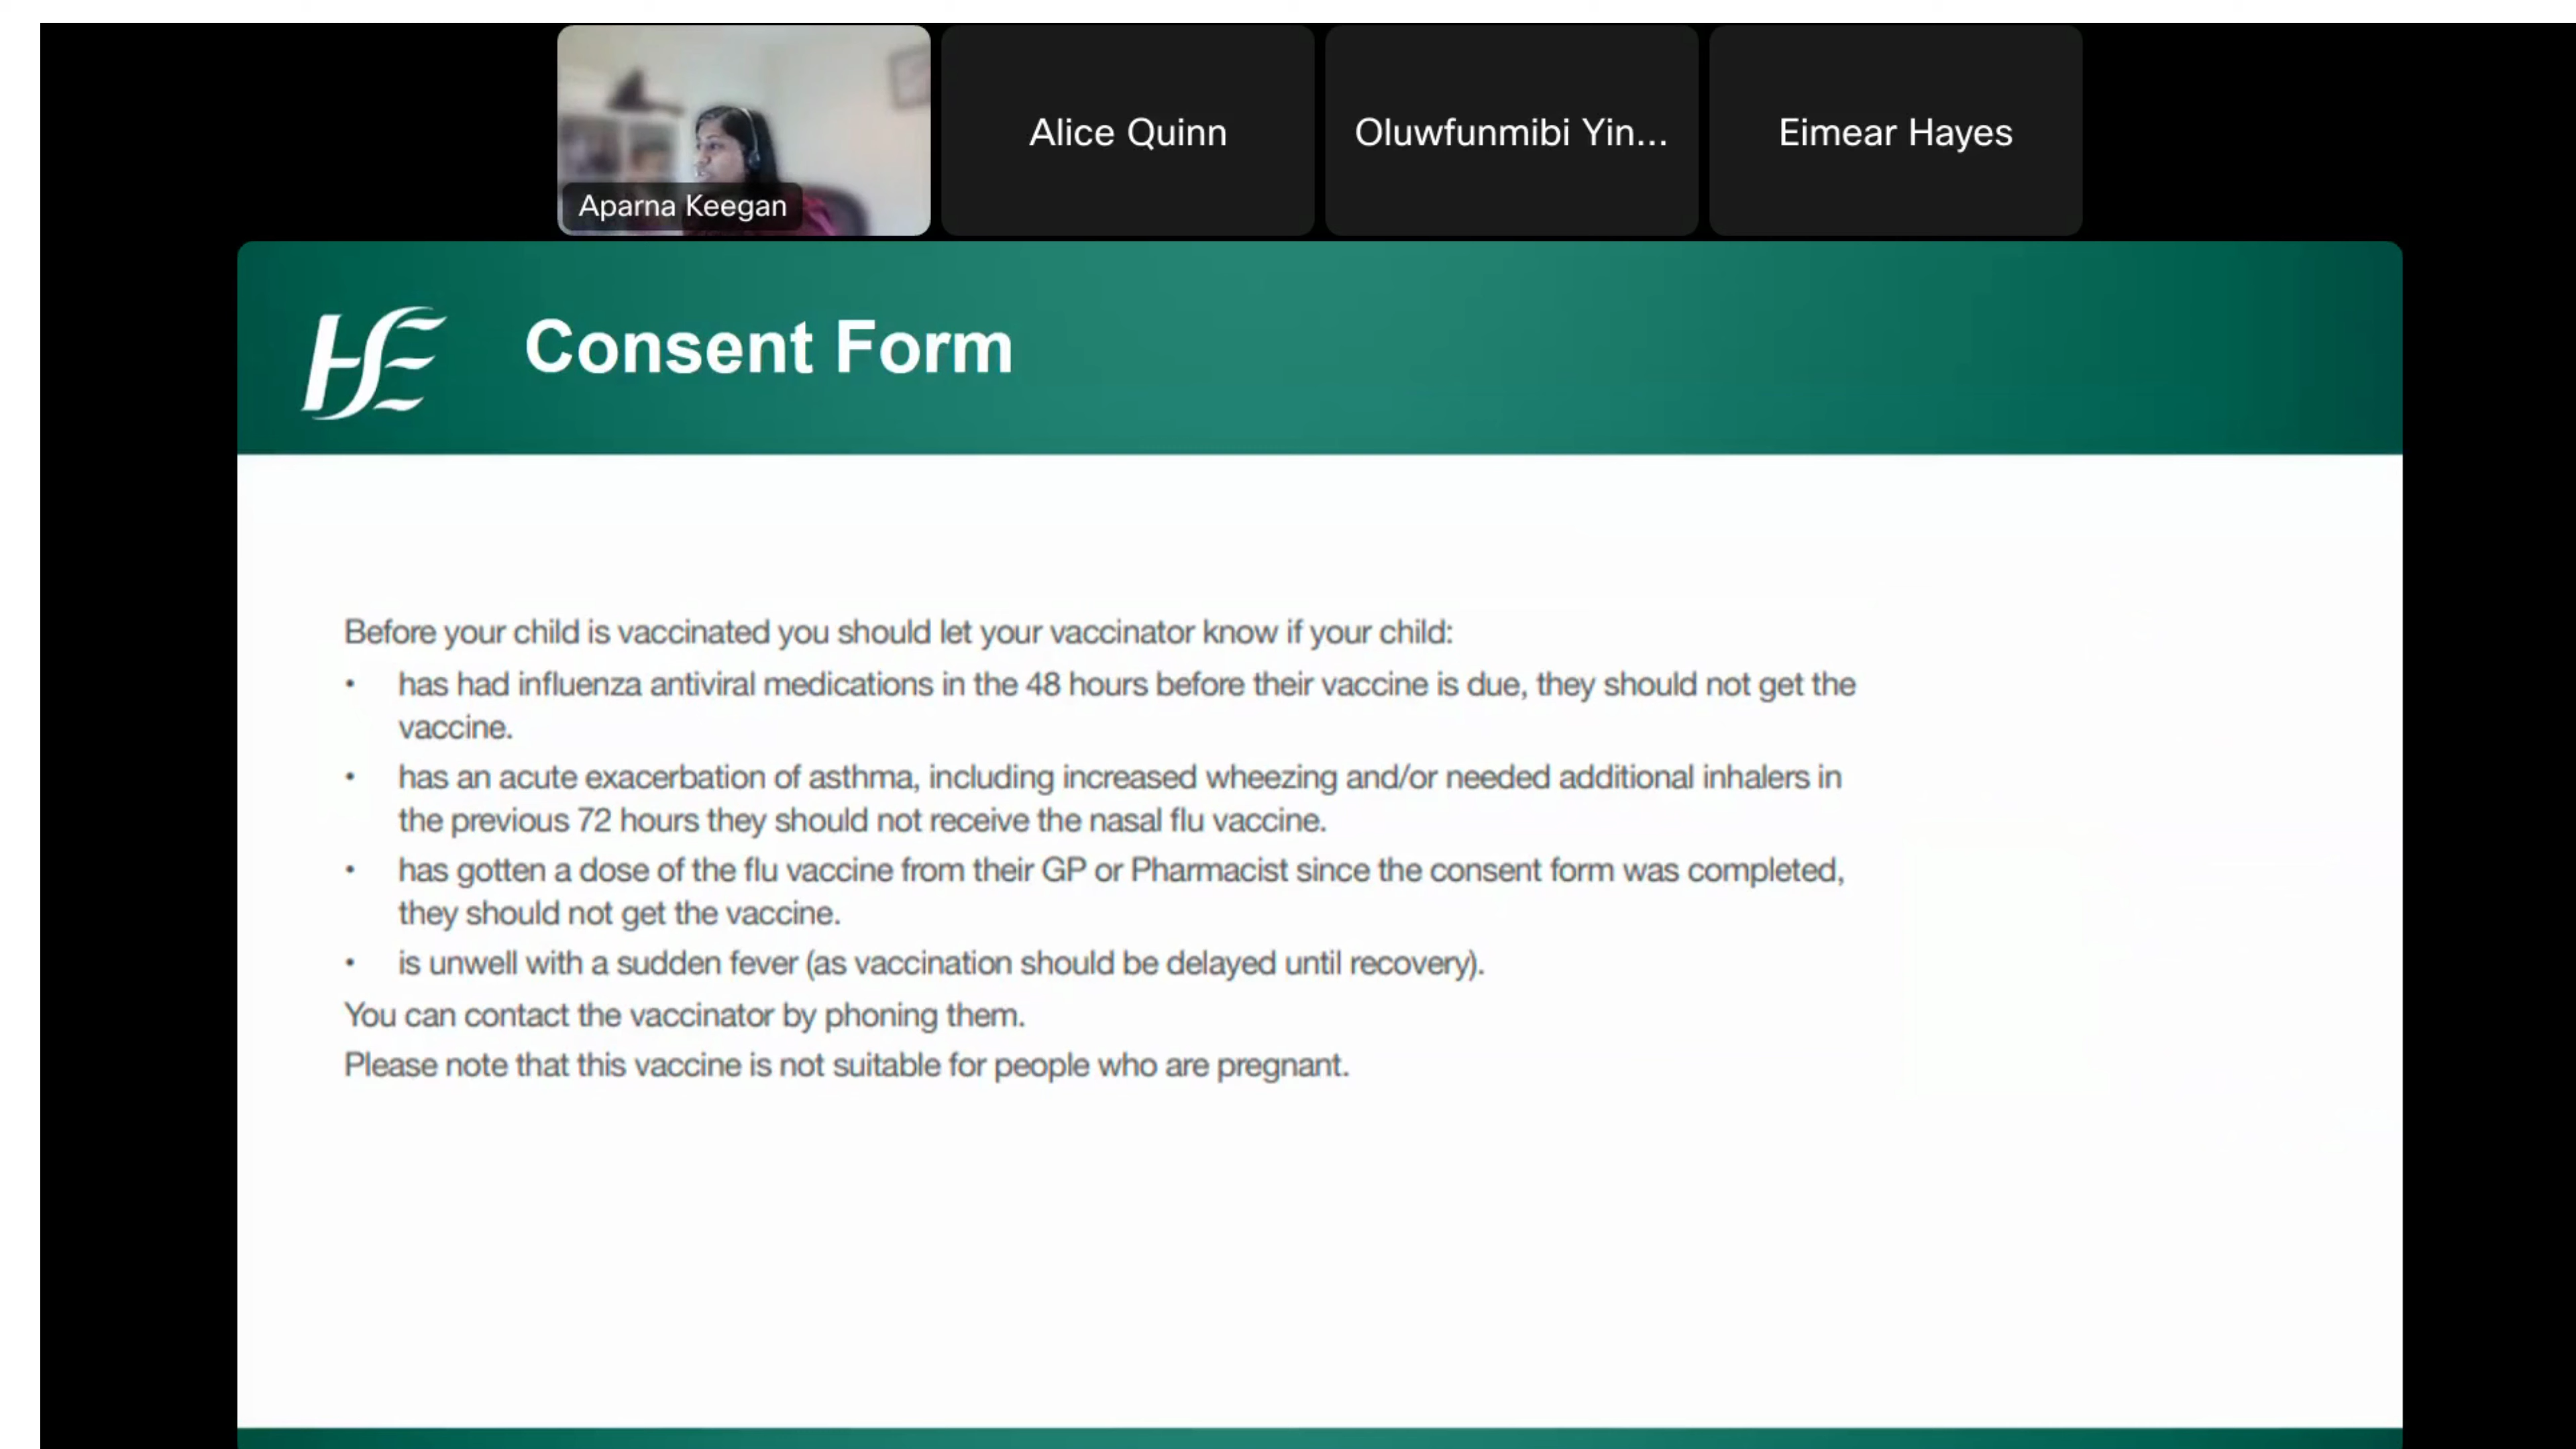 Aparna Keegan
Alice Quinn
Oluwfunmibi Yin...
Eimear Hayes
HSE
Consent Form
Before your child is vaccinated you should let your vaccinator know if your child:
• has had influenza antiviral medications in the 48 hours before their vaccine is due, they should not get the
vaccine.
• has an acute exacerbation of asthma, including increased wheezing and/or needed additional inhalers in
the previous 72 hours they should not receive the nasal flu vaccine.
• has gotten a dose of the flu vaccine from their GP or Pharmacist since the consent form was completed,
they should not get the vaccine.
• is unwell with a sudden fever (as vaccination should be delayed until recovery).
You can contact the vaccinator by phoning them.
Please note that this vaccine is not suitable for people who are pregnant.